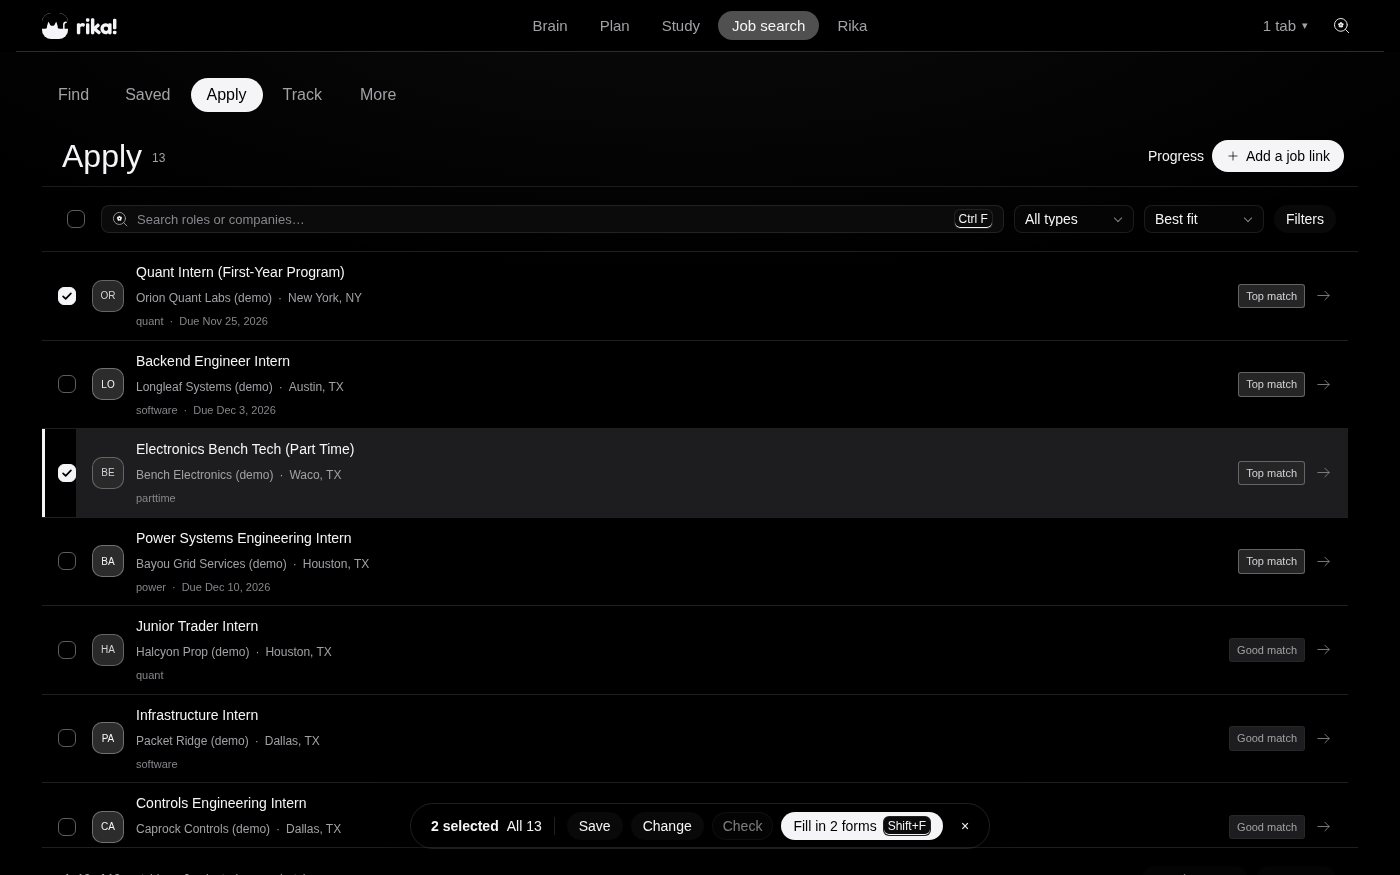 rika!
Brain Plan Study Job search Rika
1 tab ▾
Find Saved Apply Track More
Apply 13
Progress + Add a job link
Search roles or companies… Ctrl F All types Best fit Filters
Quant Intern (First-Year Program)
OR Orion Quant Labs (demo) · New York, NY Top match →
quant · Due Nov 25, 2026
Backend Engineer Intern
LO Longleaf Systems (demo) · Austin, TX Top match →
software · Due Dec 3, 2026
Electronics Bench Tech (Part Time)
BE Bench Electronics (demo) · Waco, TX Top match →
parttime
Power Systems Engineering Intern
BA Bayou Grid Services (demo) · Houston, TX Top match →
power · Due Dec 10, 2026
Junior Trader Intern
HA Halcyon Prop (demo) · Houston, TX Good match →
quant
Infrastructure Intern
PA Packet Ridge (demo) · Dallas, TX Good match →
software
Controls Engineering Intern
CA Caprock Controls (demo) · Dallas, TX Good match →
2 selected All 13 Save Change Check Fill in 2 forms Shift+F ×